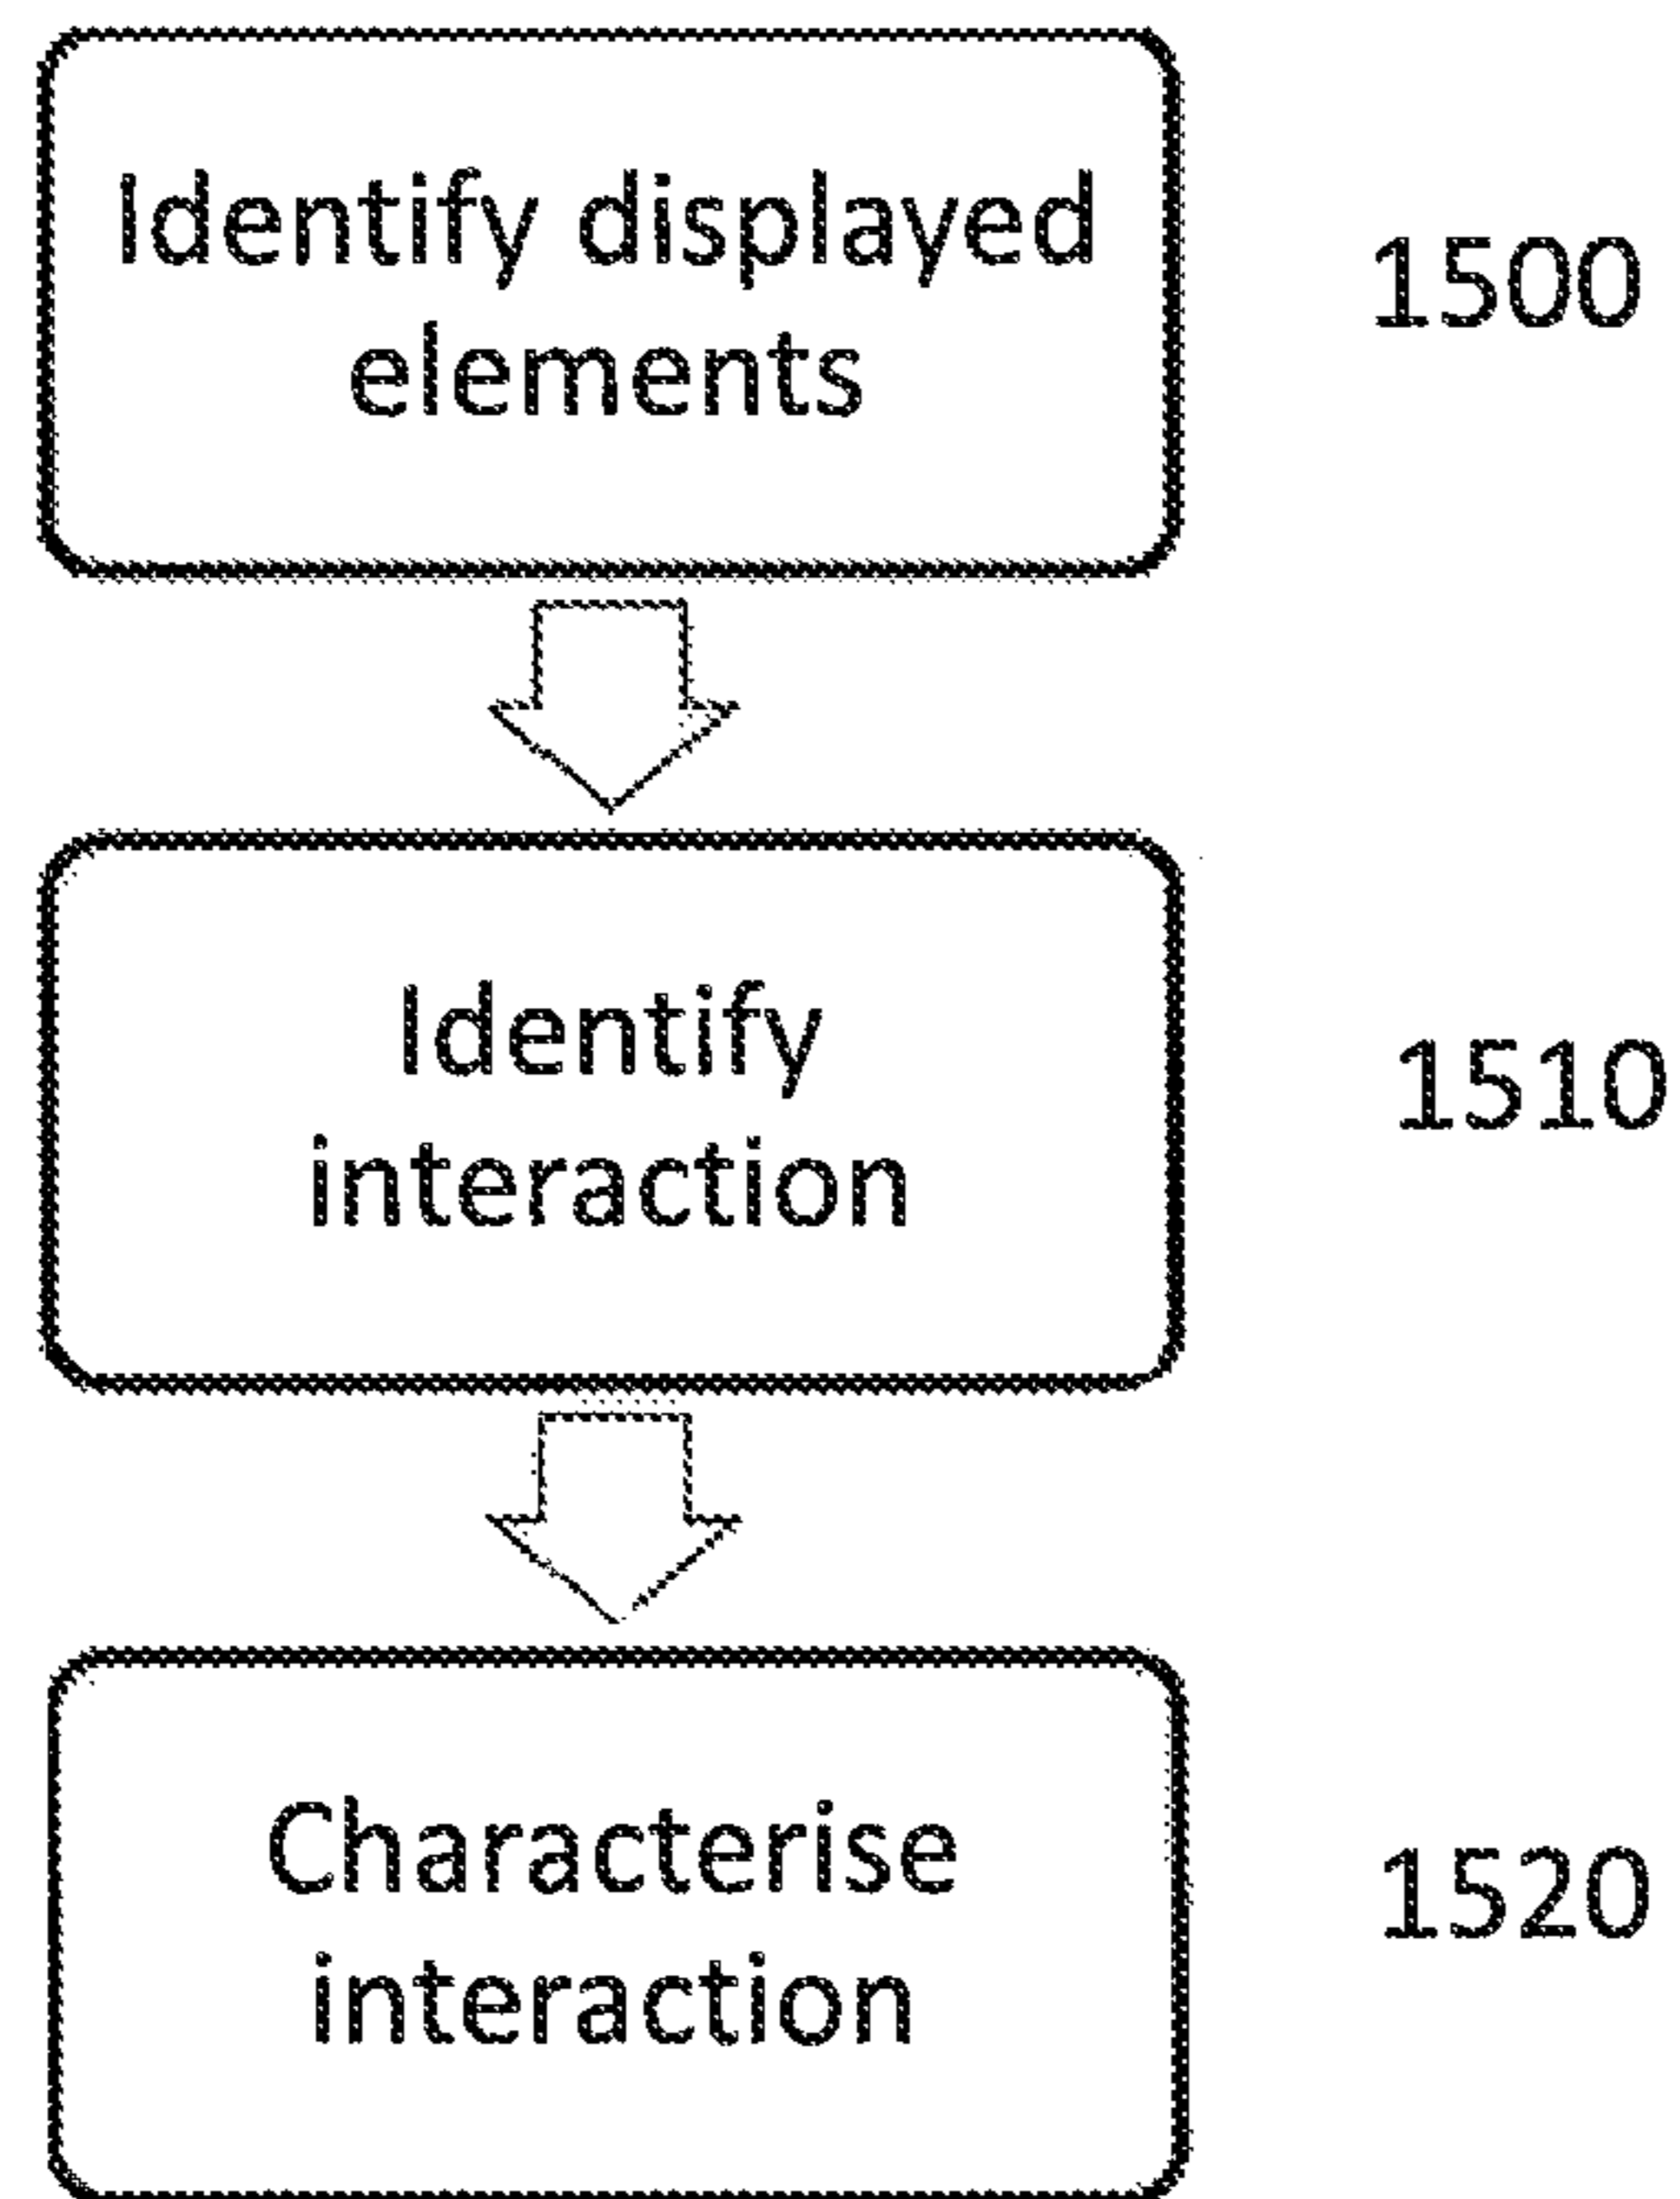 Identify displayed
elements
1500
Identify
interaction
1510
Characterise
interaction
1520